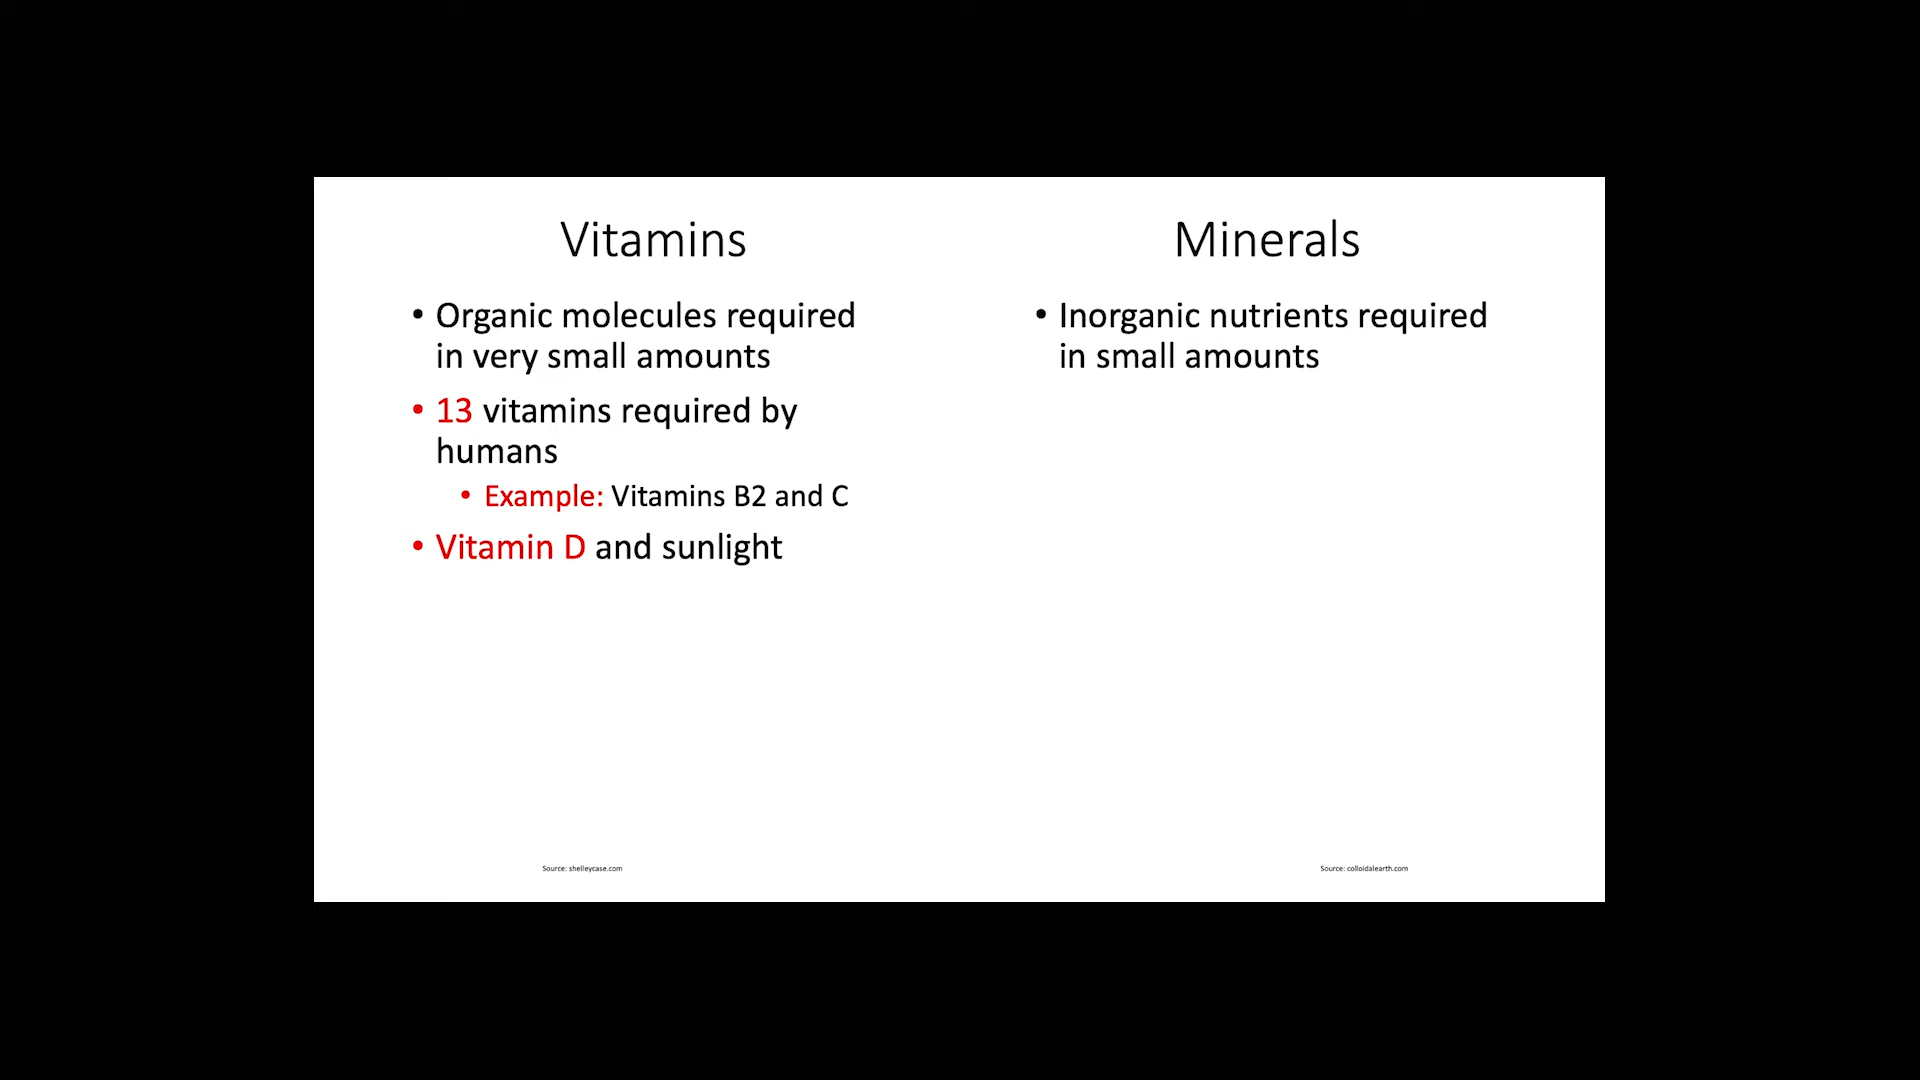 Vitamins
• Organic molecules required
in very small amounts
• 13 vitamins required by
humans
• Example: Vitamins B2 and C
• Vitamin D and sunlight
Source: shelleycase.com
Minerals
• Inorganic nutrients required
in small amounts
Source: colloidalearth.com